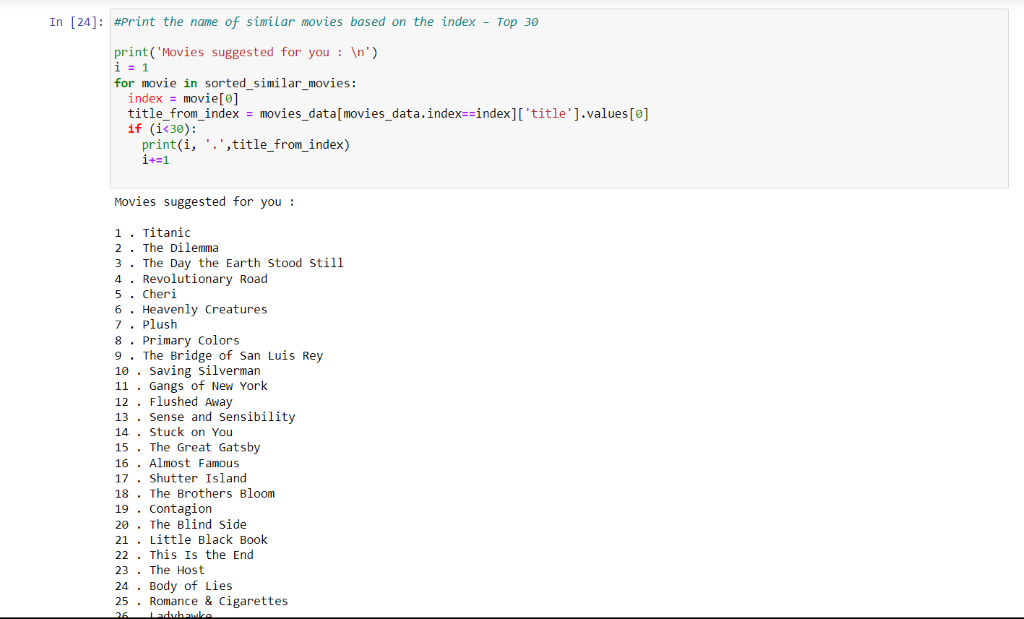 In [24]: #Print the name of similar movies based on the index - Top 30
print('Movies suggested for you : \n')
i = 1
for movie in sorted_similar_movies:
index = movie[0]
title_from_index = movies_data[movies_data.index==index]['title'].values[0]
if (i<30):
print(i, '.',title_from_index)
i+=1
Movies suggested for you :
1 . Titanic
2 . The Dilemma
3 . The Day the Earth Stood Still
4 . Revolutionary Road
5 . Cheri
6 . Heavenly Creatures
7 . Plush
8 . Primary Colors
9 . The Bridge of San Luis Rey
10 . Saving Silverman
11 . Gangs of New York
12 . Flushed Away
13 . Sense and Sensibility
14 . Stuck on You
15 . The Great Gatsby
16 . Almost Famous
17 . Shutter Island
18 . The Brothers Bloom
19 . Contagion
20 . The Blind Side
21 . Little Black Book
22 . This Is the End
23 . The Host
24 . Body of Lies
25 . Romance & Cigarettes
26 . Ladyhawke